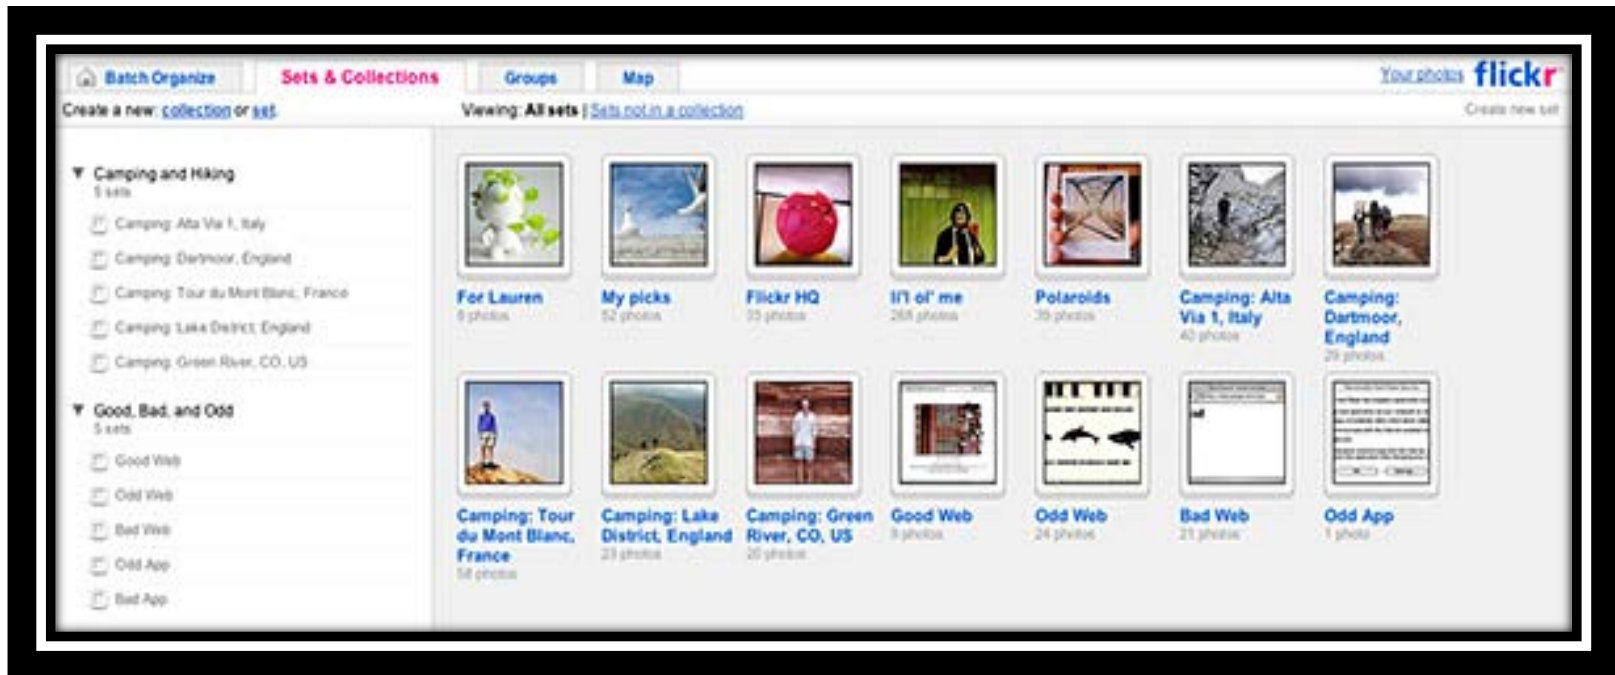 Batch Organize
Sets & Collections
Groups
Map
Your photos
flickr
Create a new: collection or set.
Viewing: All sets | Sets not in a collection
Create new set
Camping and Hiking
5 sets
Camping: Alta Via 1, Italy
Camping: Dartmoor, England
Camping: Tour du Mont Blanc, France
Camping: Lake District, England
Camping: Green River, CO, US
Good, Bad, and Odd
5 sets
Good Web
Odd Web
Bad Web
Odd App
Bad App
For Lauren
photos
My picks
52 photos
Flickr HQ
photos
li'l ol' me
photos
Polaroids
photos
Camping: Alta
Via 1, Italy
photos
Camping:
Dartmoor,
England
29 photos
Camping: Tour
du Mont Blanc,
France
58 photos
Camping: Lake
District, England
23 photos
Camping: Green
River, CO, US
20 photos
Good Web
photos
Odd Web
24 photos
Bad Web
21 photos
Odd App
1 photo